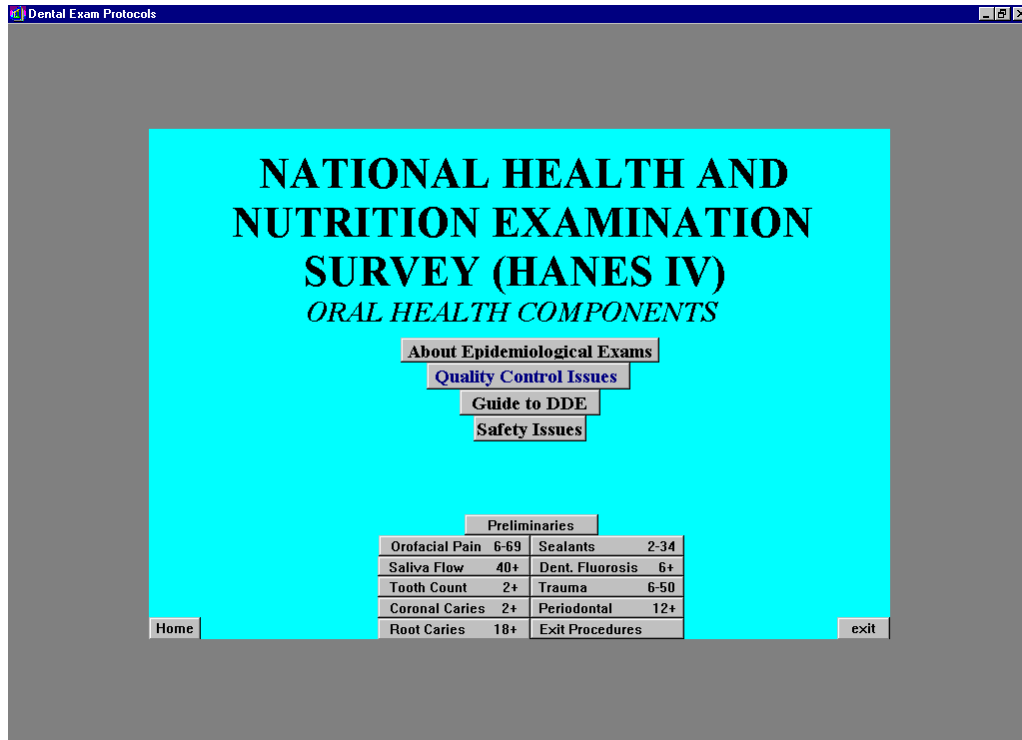 Dental Exam Protocols
NATIONAL HEALTH AND
NUTRITION EXAMINATION
SURVEY (HANES IV)
ORAL HEALTH COMPONENTS
About Epidemiological Exams
Quality Control Issues
Guide to DDE
Safety Issues
Preliminaries
Orofacial Pain 6-69 Sealants 2-34
Saliva Flow 40+ Dent. Fluorosis 6+
Tooth Count 2+ Trauma 6-50
Coronal Caries 2+ Periodontal 12+
Root Caries 18+ Exit Procedures
Home exit